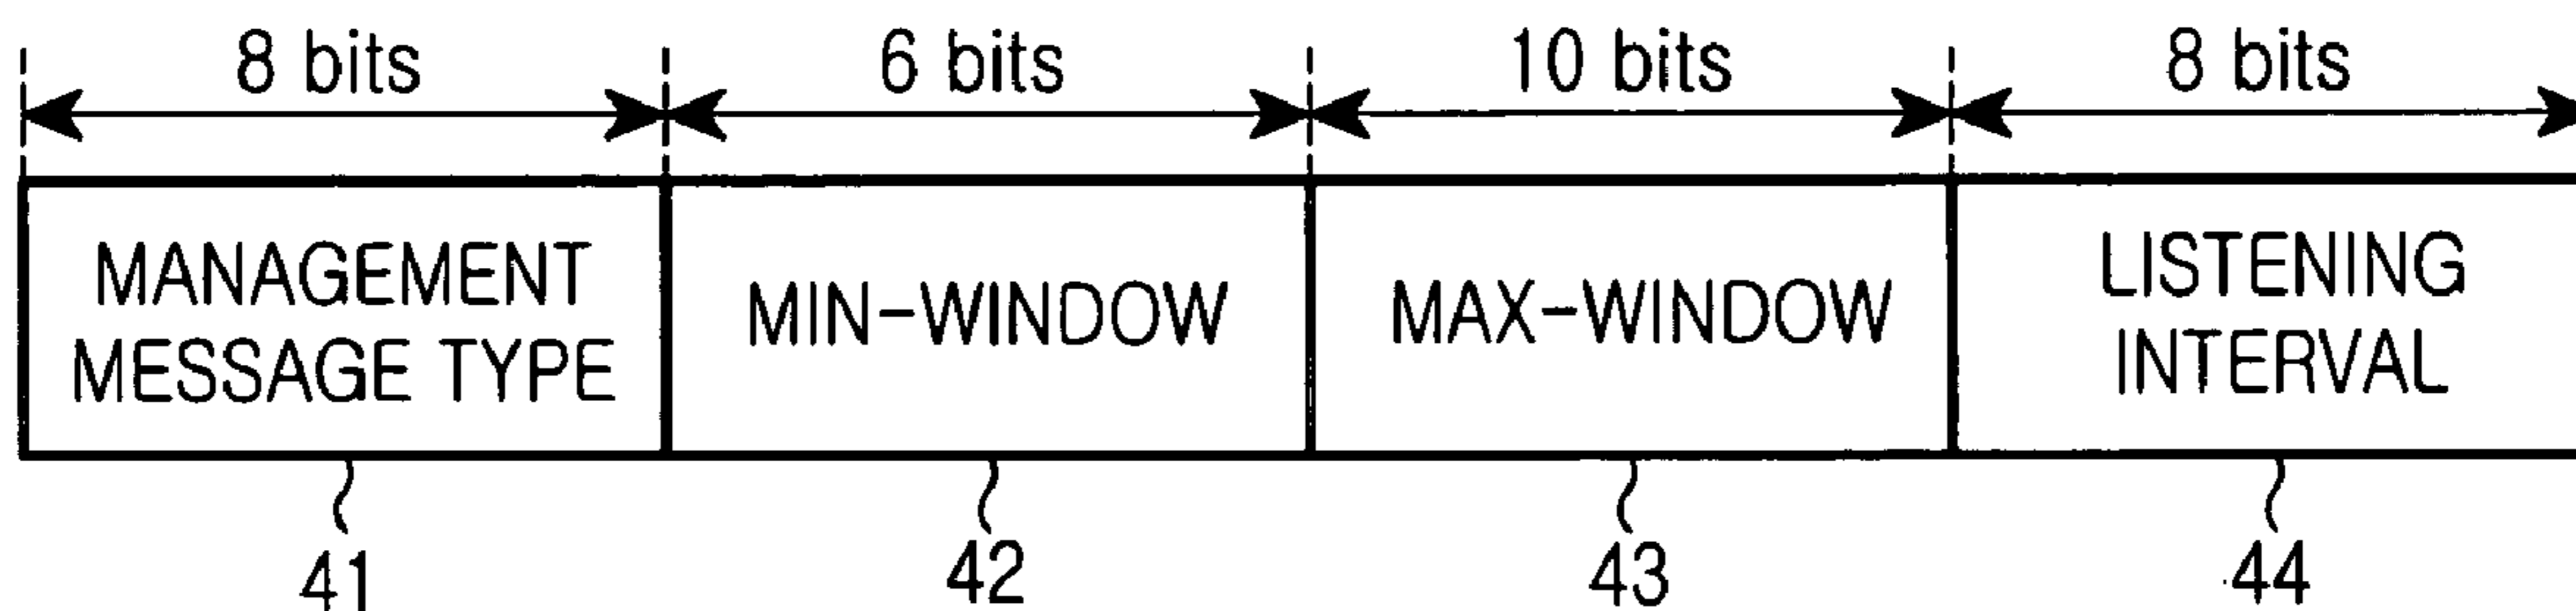 8 bits 6 bits 10 bits 8 bits
MANAGEMENT
MESSAGE TYPE
MIN-WINDOW
MAX-WINDOW
LISTENING
INTERVAL
41 42 43 44